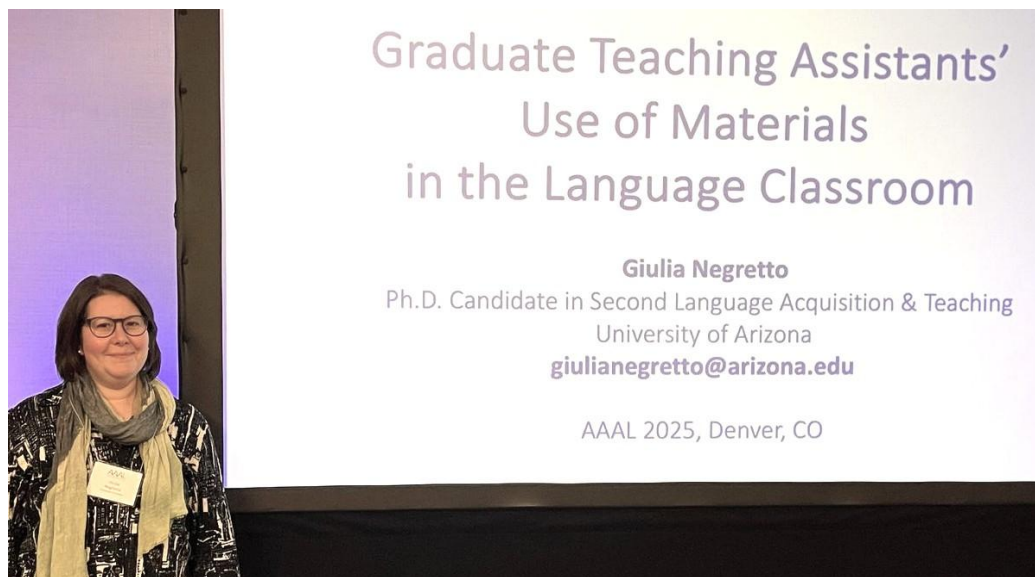 Graduate Teaching Assistants’
Use of Materials
in the Language Classroom
Giulia Negretto
Ph.D. Candidate in Second Language Acquisition & Teaching
University of Arizona
giulianegretto@arizona.edu
AAAL 2025, Denver, CO
AAAL